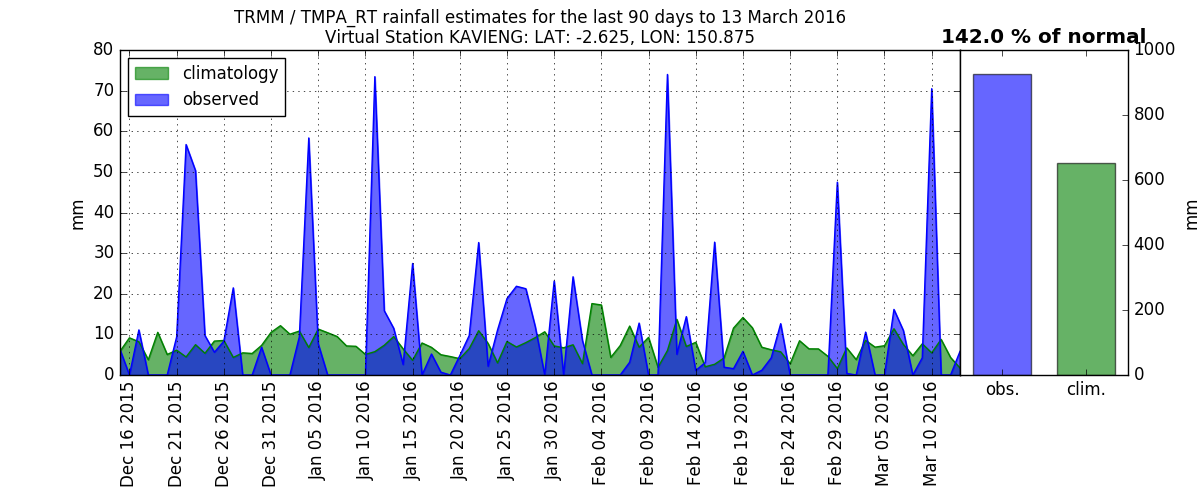 TRMM / TMPA_RT rainfall estimates for the last 90 days to 13 March 2016
Virtual Station KAVIENG: LAT: -2.625, LON: 150.875
142.0 % of normal
climatology
observed
mm
80
70
60
50
40
30
20
10
0
Dec 16 2015
Dec 21 2015
Dec 26 2015
Dec 31 2015
Jan 05 2016
Jan 10 2016
Jan 15 2016
Jan 20 2016
Jan 25 2016
Jan 30 2016
Feb 04 2016
Feb 09 2016
Feb 14 2016
Feb 19 2016
Feb 24 2016
Feb 29 2016
Mar 05 2016
Mar 10 2016
1000
800
600
400
200
0
mm
obs.
clim.